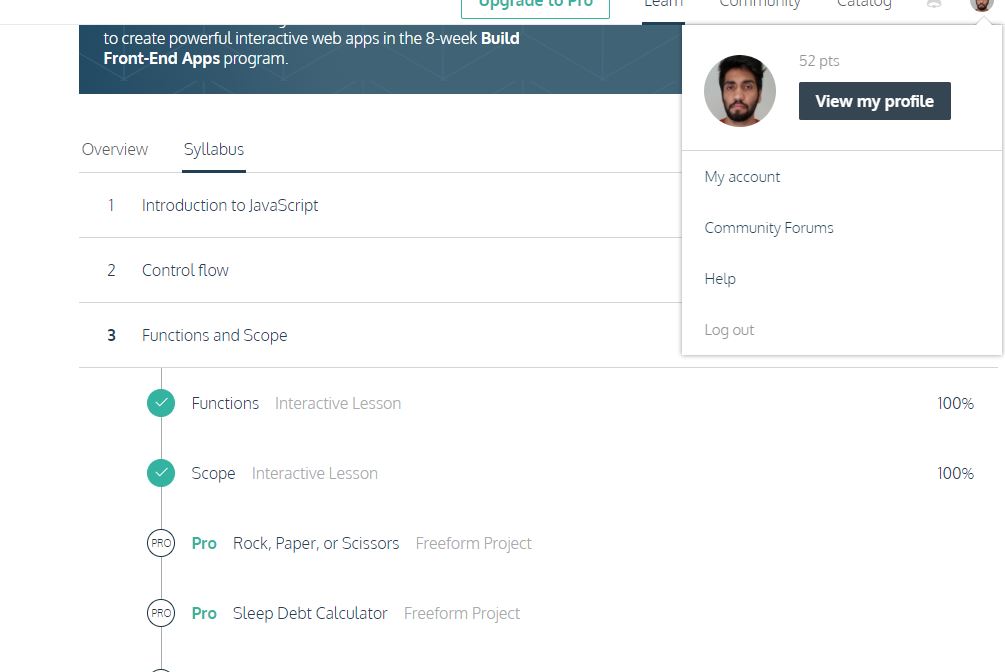 Upgrade to Pro
Learn
Community
Catalog
to create powerful interactive web apps in the 8-week Build
Front-End Apps program.
52 pts
View my profile
My account
Community Forums
Help
Log out
Overview
Syllabus
1 Introduction to JavaScript
2 Control flow
3 Functions and Scope
Functions Interactive Lesson 100%
Scope Interactive Lesson 100%
PRO Pro Rock, Paper, or Scissors Freeform Project
PRO Pro Sleep Debt Calculator Freeform Project